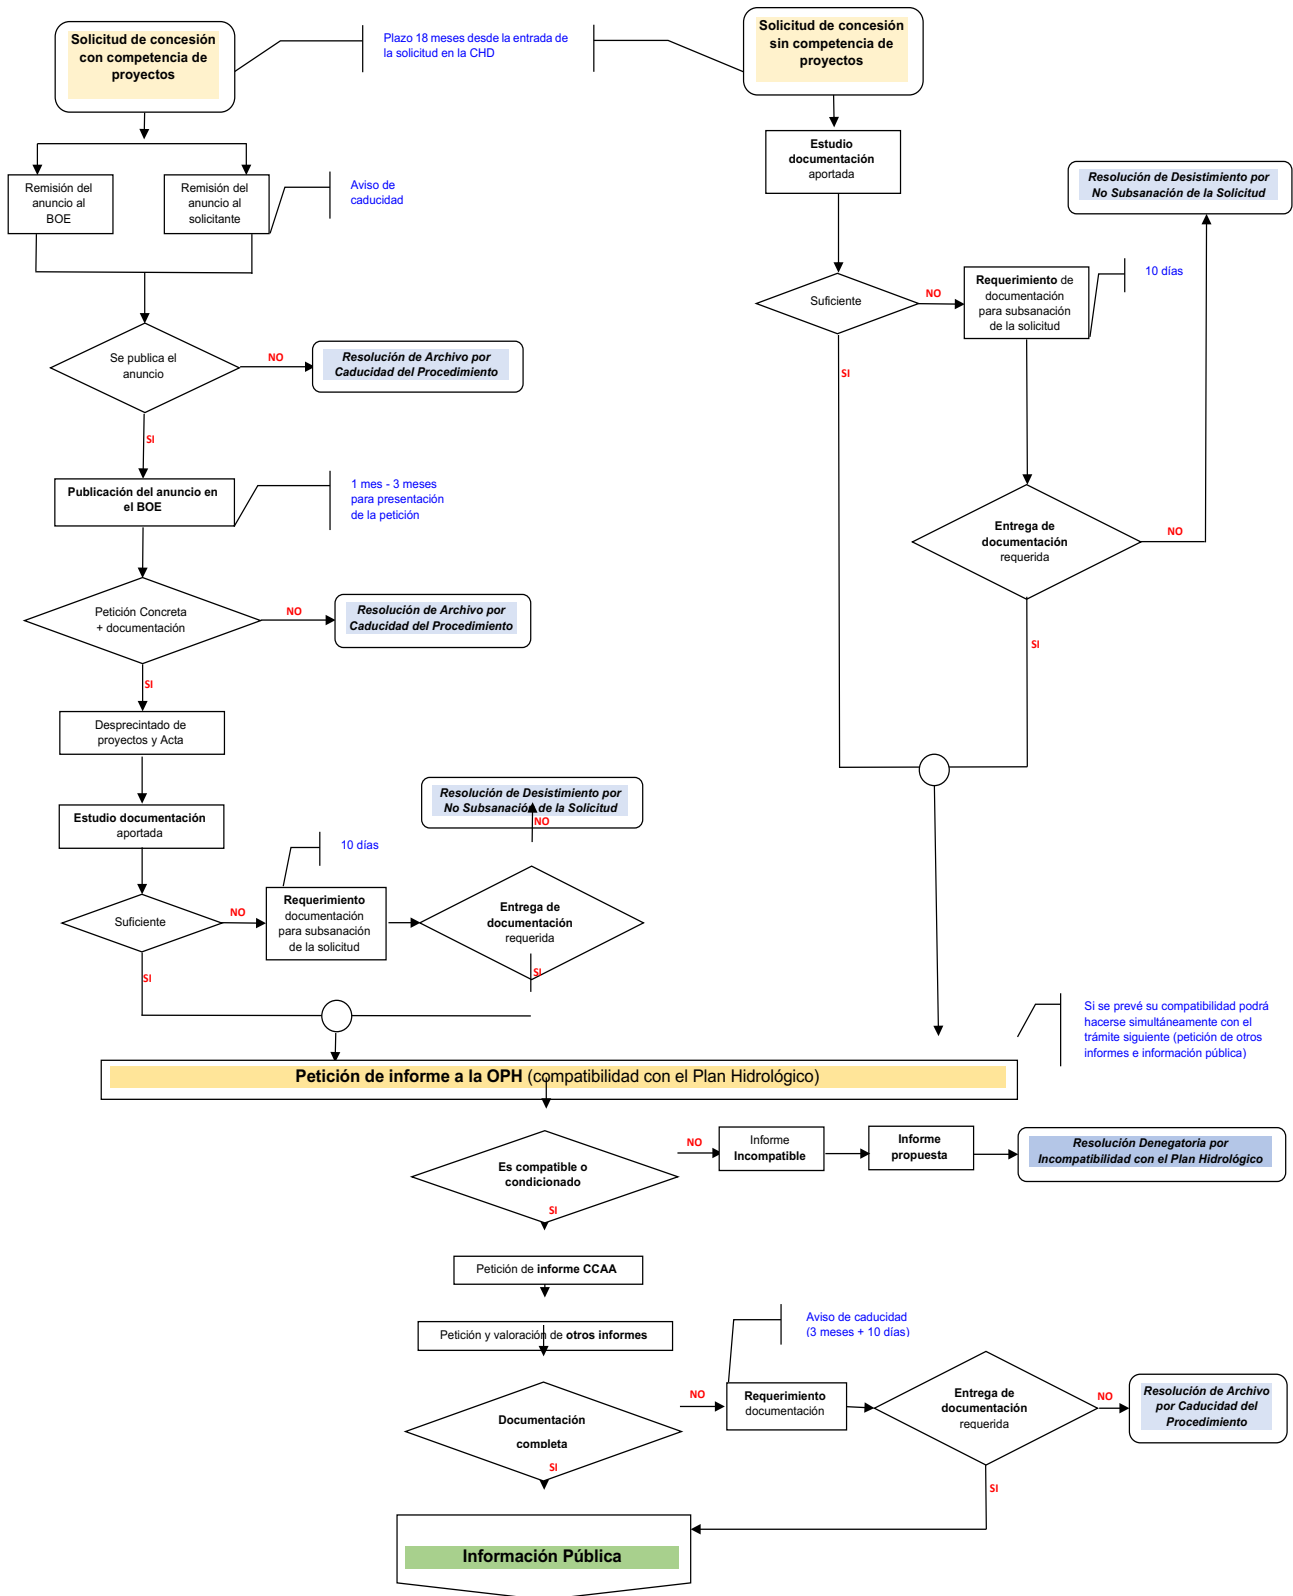 Solicitud de concesión
con competencia de
proyectos
Plazo 18 meses desde la entrada de
la solicitud en la CHD
Solicitud de concesión
sin competencia de
proyectos
Remisión del
anuncio al
BOE
Remisión del
anuncio al
solicitante
Aviso de
caducidad
Estudio
documentación
aportada
Resolución de Desistimiento por
No Subsanación de la Solicitud
Suficiente
NO
Requerimiento de
documentación
para subsanación
de la solicitud
10 días
SI
Se publica el
anuncio
NO
Resolución de Archivo por
Caducidad del Procedimiento
SI
Publicación del anuncio en
el BOE
1 mes - 3 meses
para presentación
de la petición
Entrega de
documentación
requerida
NO
SI
Petición Concreta
+ documentación
NO
Resolución de Archivo por
Caducidad del Procedimiento
SI
Desprecintado de
proyectos y Acta
Estudio documentación
aportada
Resolución de Desistimiento por
No Subsanación de la Solicitud
NO
10 días
Suficiente
NO
Requerimiento
documentación
para subsanación
de la solicitud
Entrega de
documentación
requerida
SI
SI
Si se prevé su compatibilidad podrá
hacerse simultáneamente con el
trámite siguiente (petición de otros
informes e información pública)
Petición de informe a la OPH (compatibilidad con el Plan Hidrológico)
Es compatible o
condicionado
NO
Informe
Incompatible
Informe
propuesta
Resolución Denegatoria por
Incompatibilidad con el Plan Hidrológico
SI
Petición de informe CCAA
Petición y valoración de otros informes
Aviso de caducidad
(3 meses + 10 días)
Documentación
completa
NO
Requerimiento
documentación
Entrega de
documentación
requerida
NO
Resolución de Archivo
por Caducidad del
Procedimiento
SI
SI
Información Pública